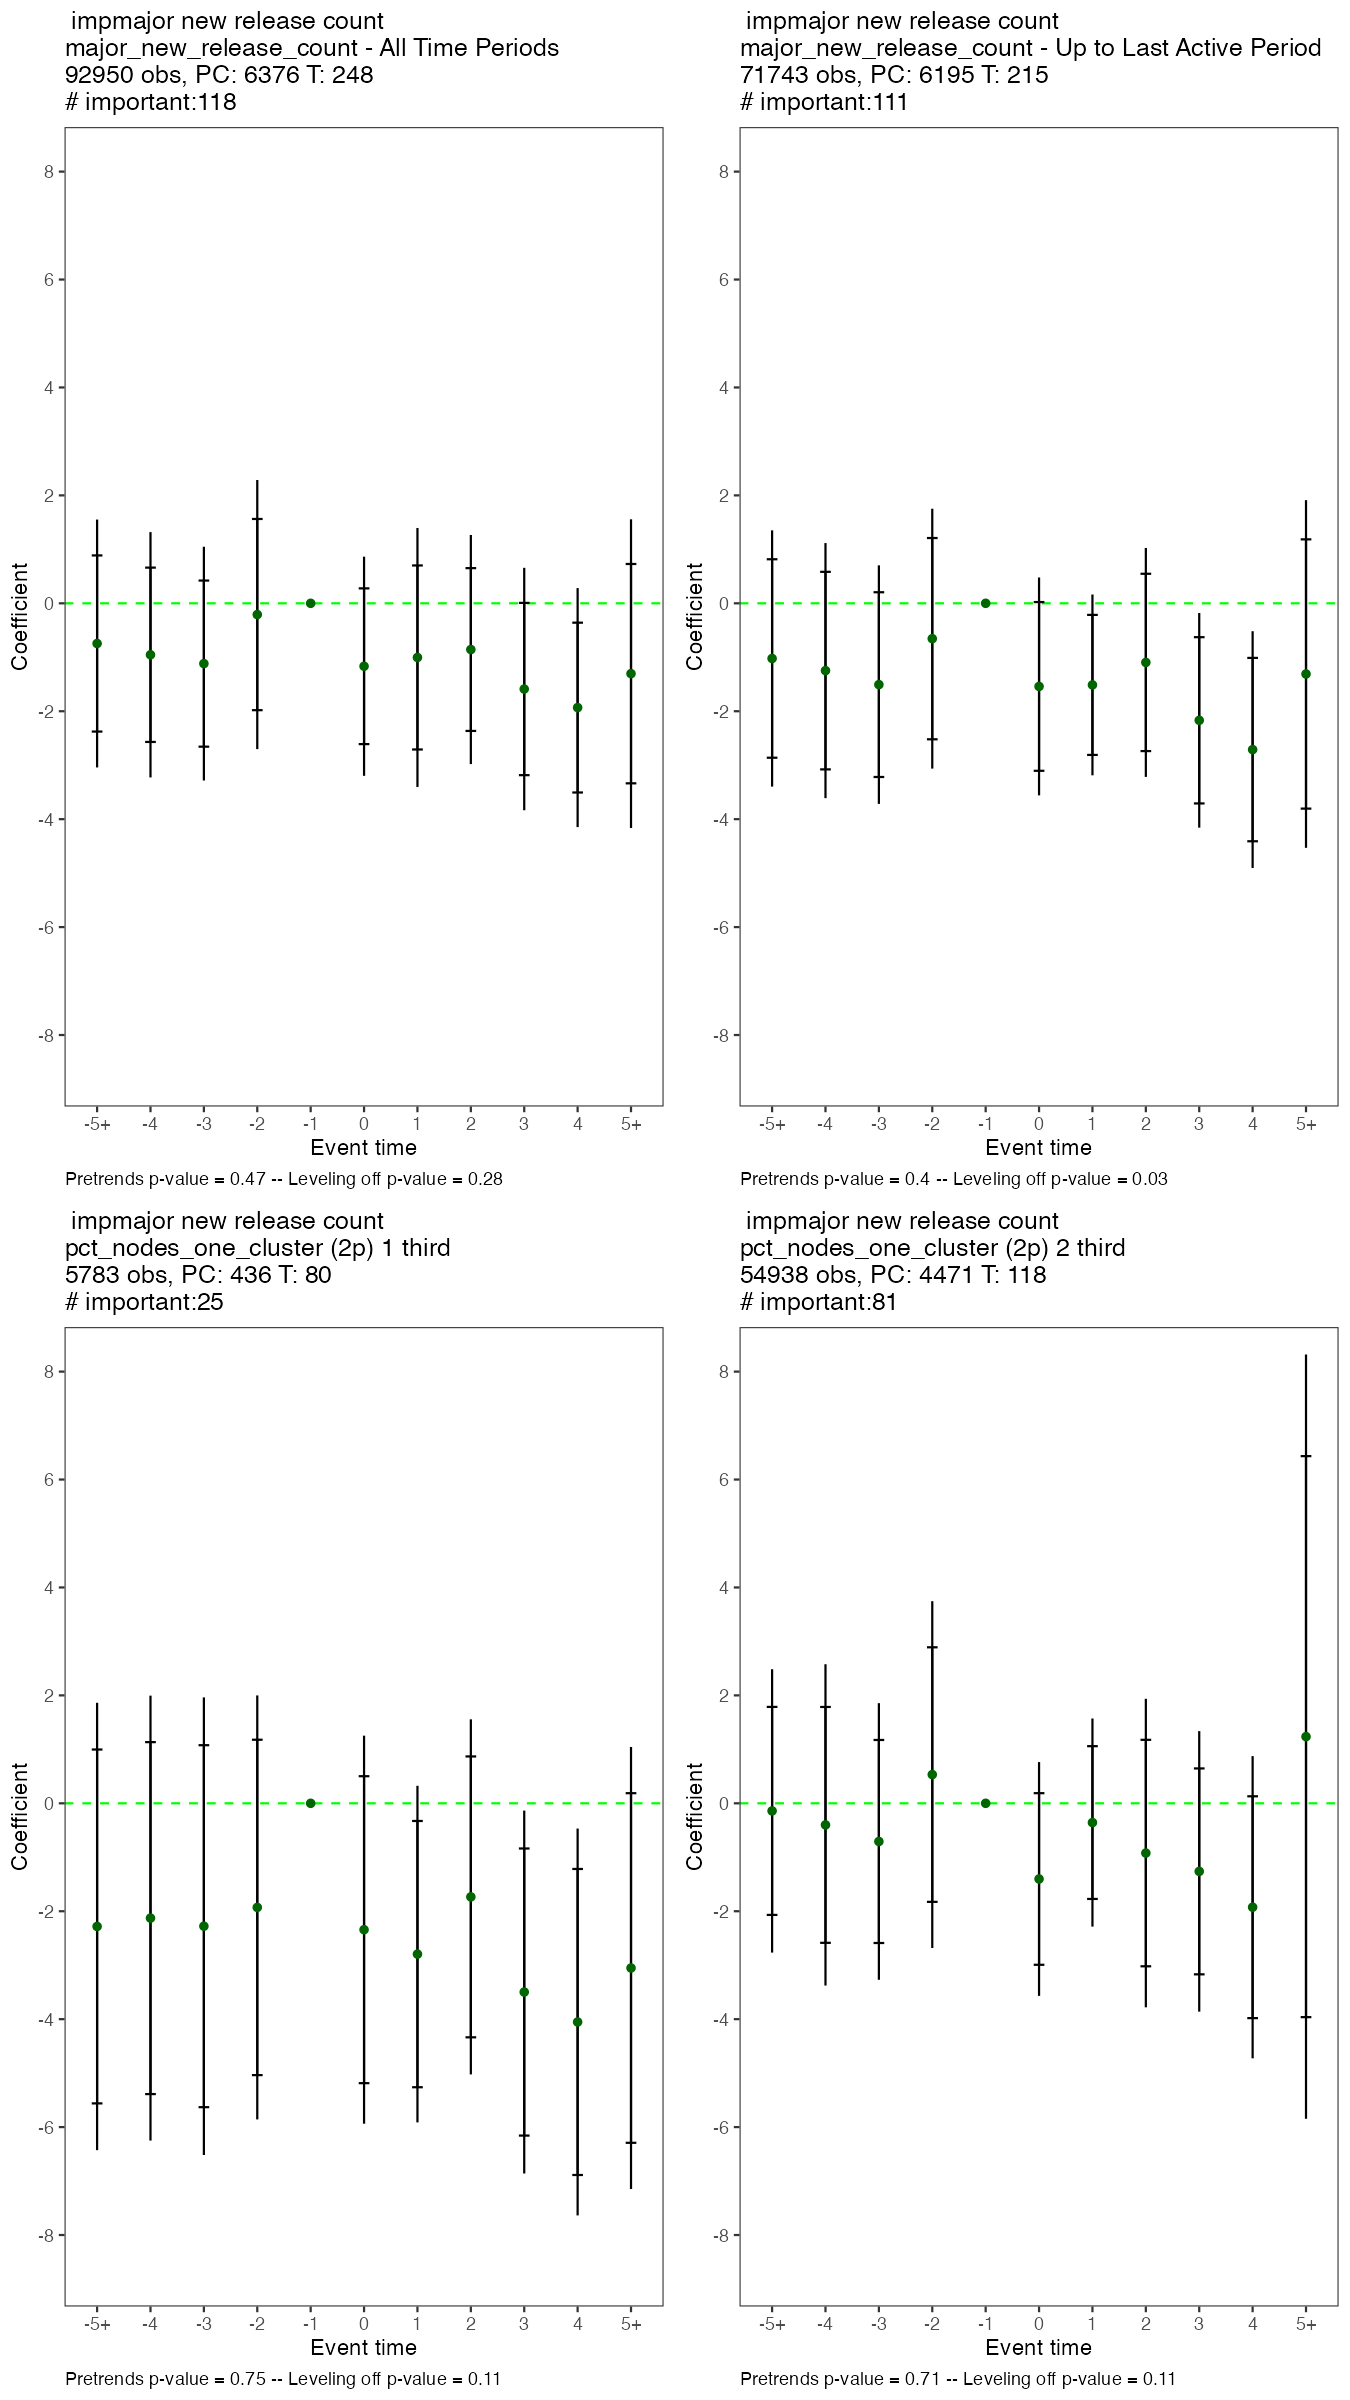 impmajor new release count
major_new_release_count - All Time Periods
92950 obs, PC: 6376 T: 248
# important:118
8
6
4
2
0
-2
-4
-6
-8
Coefficient
-5+ -4 -3 -2 -1 0 1 2 3 4 5+
Event time
Pretrends p-value = 0.47 -- Leveling off p-value = 0.28
impmajor new release count
major_new_release_count - Up to Last Active Period
71743 obs, PC: 6195 T: 215
# important:111
8
6
4
2
0
-2
-4
-6
-8
Coefficient
-5+ -4 -3 -2 -1 0 1 2 3 4 5+
Event time
Pretrends p-value = 0.4 -- Leveling off p-value = 0.03
impmajor new release count
pct_nodes_one_cluster (2p) 1 third
5783 obs, PC: 436 T: 80
# important:25
8
6
4
2
0
-2
-4
-6
-8
Coefficient
-5+ -4 -3 -2 -1 0 1 2 3 4 5+
Event time
Pretrends p-value = 0.75 -- Leveling off p-value = 0.11
impmajor new release count
pct_nodes_one_cluster (2p) 2 third
54938 obs, PC: 4471 T: 118
# important:81
8
6
4
2
0
-2
-4
-6
-8
Coefficient
-5+ -4 -3 -2 -1 0 1 2 3 4 5+
Event time
Pretrends p-value = 0.71 -- Leveling off p-value = 0.11